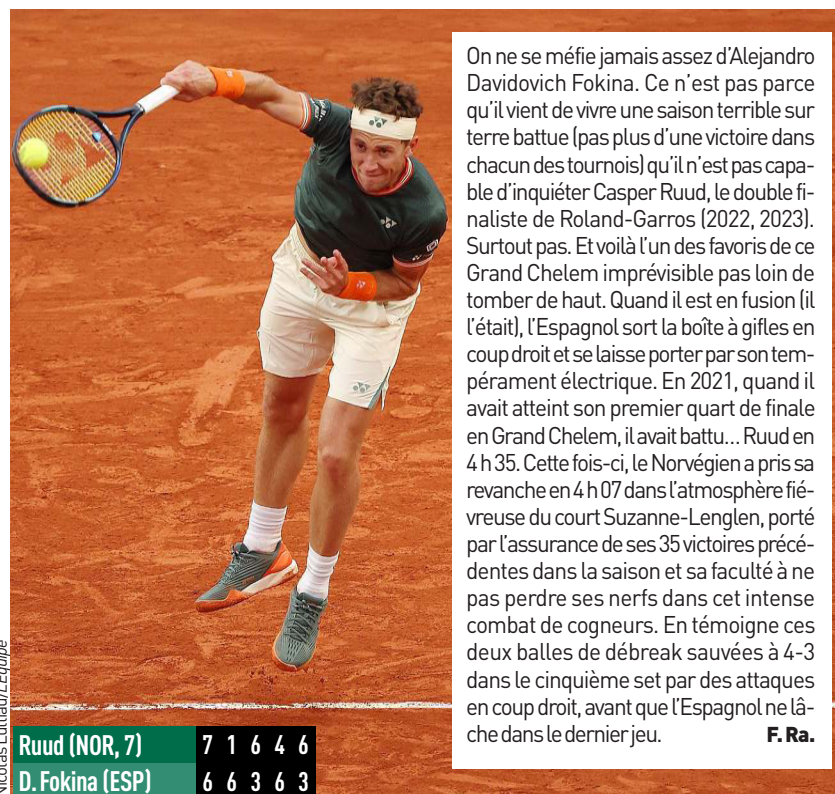 On ne se méfie jamais assez d’Alejandro
Davidovich Fokina. Ce n’est pas parce
qu’il vient de vivre une saison terrible sur
terre battue (pas plus d’une victoire dans
chacun des tournois) qu’il n’est pas capa-
ble d’inquiéter Casper Ruud, le double fi-
naliste de Roland-Garros (2022, 2023).
Surtout pas. Et voilà l’un des favoris de ce
Grand Chelem imprévisible pas loin de
tomber de haut. Quand il est en fusion (il
l’était), l’Espagnol sort la boîte à gifles en
coup droit et se laisse porter par son tem-
pérament électrique. En 2021, quand il
avait atteint son premier quart de finale
en Grand Chelem, il avait battu... Ruud en
4 h 35. Cette fois-ci, le Norvégien a pris sa
revanche en 4 h 07 dans l’atmosphère fié-
vreuse du court Suzanne-Lenglen, porté
par l’assurance de ses 35 victoires précé-
dentes dans la saison et sa faculté à ne
pas perdre ses nerfs dans cet intense
combat de cogneurs. En témoigne ces
deux balles de débreak sauvées à 4-3
dans le cinquième set par des attaques
en coup droit, avant que l’Espagnol ne lâ-
che dans le dernier jeu. F. Ra.
/L’Équipe
Ruud (NOR, 7) 7 1 6 4 6
D. Fokina (ESP) 6 6 3 6 3